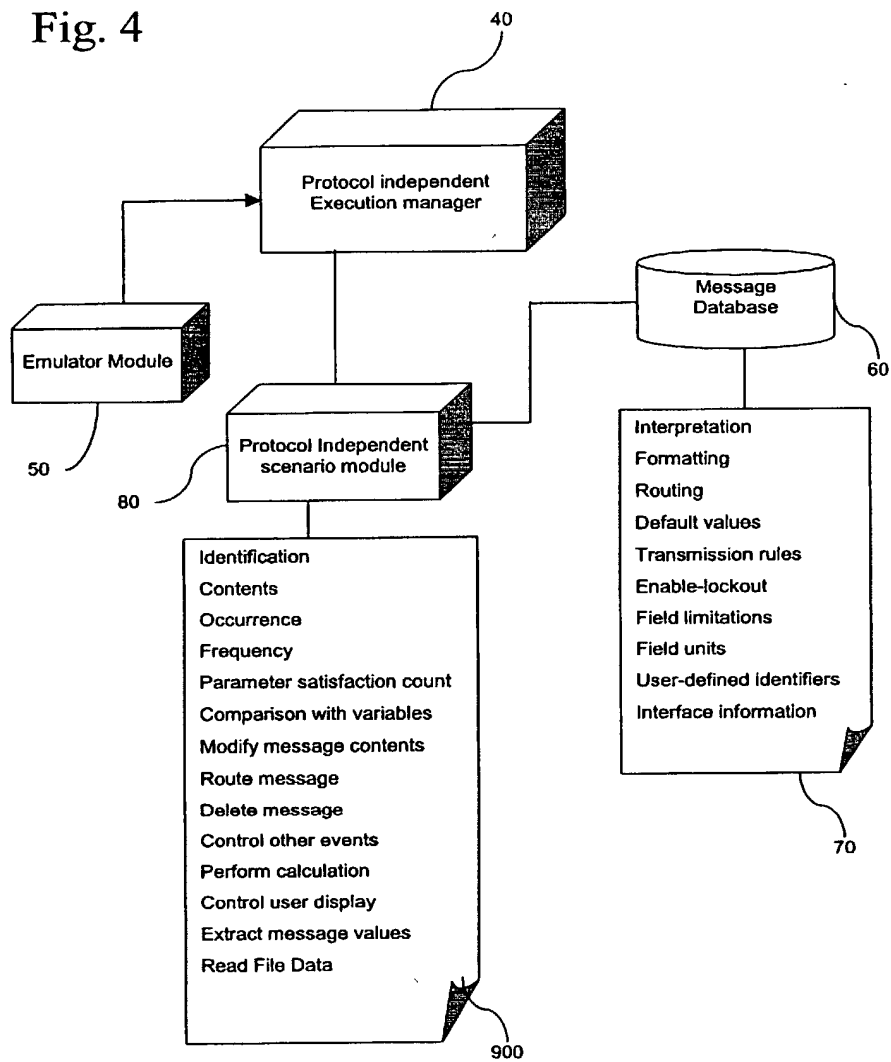 Fig. 4
40
Protocol independent
Execution manager
Message
Database
60
Emulator Module
50
Protocol Independent
scenario module
80
Identification
Contents
Occurrence
Frequency
Parameter satisfaction count
Comparison with variables
Modify message contents
Route message
Delete message
Control other events
Perform calculation
Control user display
Extract message values
Read File Data
900
Interpretation
Formatting
Routing
Default values
Transmission rules
Enable-lockout
Field limitations
Field units
User-defined identifiers
Interface information
70